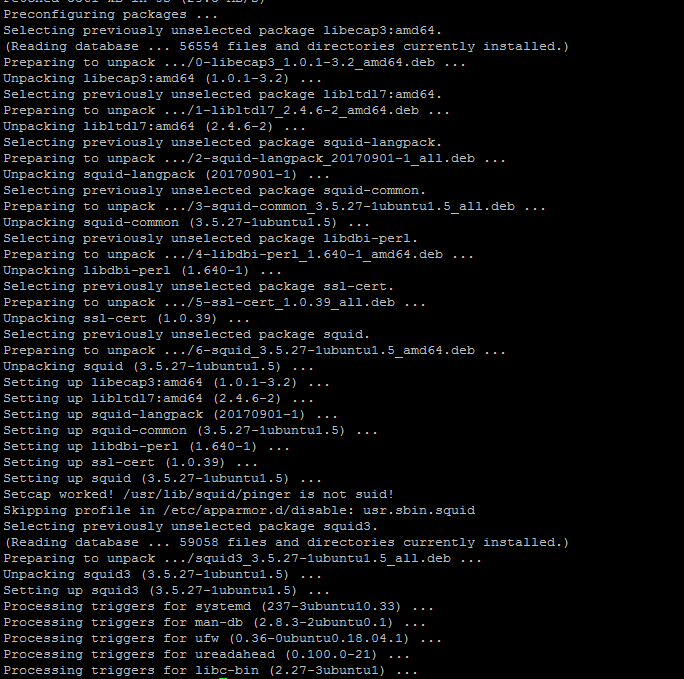 Preconfiguring packages ...
Selecting previously unselected package libecap3:amd64.
(Reading database ... 56554 files and directories currently installed.)
Preparing to unpack .../0-libecap3_1.0.1-3.2_amd64.deb ...
Unpacking libecap3:amd64 (1.0.1-3.2) ...
Selecting previously unselected package libltdl7:amd64.
Preparing to unpack .../1-libltdl7_2.4.6-2_amd64.deb ...
Unpacking libltdl7:amd64 (2.4.6-2) ...
Selecting previously unselected package squid-langpack.
Preparing to unpack .../2-squid-langpack_20170901-1_all.deb ...
Unpacking squid-langpack (20170901-1) ...
Selecting previously unselected package squid-common.
Preparing to unpack .../3-squid-common_3.5.27-1ubuntu1.5_all.deb ...
Unpacking squid-common (3.5.27-1ubuntu1.5) ...
Selecting previously unselected package libdbi-perl.
Preparing to unpack .../4-libdbi-perl_1.640-1_amd64.deb ...
Unpacking libdbi-perl (1.640-1) ...
Selecting previously unselected package ssl-cert.
Preparing to unpack .../5-ssl-cert_1.0.39_all.deb ...
Unpacking ssl-cert (1.0.39) ...
Selecting previously unselected package squid.
Preparing to unpack .../6-squid_3.5.27-1ubuntu1.5_amd64.deb ...
Unpacking squid (3.5.27-1ubuntu1.5) ...
Setting up libecap3:amd64 (1.0.1-3.2) ...
Setting up libltdl7:amd64 (2.4.6-2) ...
Setting up squid-langpack (20170901-1) ...
Setting up squid-common (3.5.27-1ubuntu1.5) ...
Setting up libdbi-perl (1.640-1) ...
Setting up ssl-cert (1.0.39) ...
Setting up squid (3.5.27-1ubuntu1.5) ...
Setcap worked! /usr/lib/squid/pinger is not suid!
Skipping profile in /etc/apparmor.d/disable: usr.sbin.squid
Selecting previously unselected package squid3.
(Reading database ... 59058 files and directories currently installed.)
Preparing to unpack .../squid3_3.5.27-1ubuntu1.5_all.deb ...
Unpacking squid3 (3.5.27-1ubuntu1.5) ...
Setting up squid3 (3.5.27-1ubuntu1.5) ...
Processing triggers for systemd (237-3ubuntu10.33) ...
Processing triggers for man-db (2.8.3-2ubuntu0.1) ...
Processing triggers for ufw (0.36-0ubuntu0.18.04.1) ...
Processing triggers for ureadahead (0.100.0-21) ...
Processing triggers for libc-bin (2.27-3ubuntu1) ...